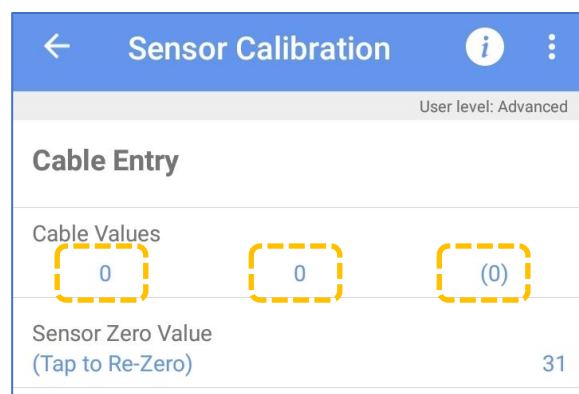 Sensor Calibration
User level: Advanced
Cable Entry
Cable Values
0 0 (0)
Sensor Zero Value
(Tap to Re-Zero) 31